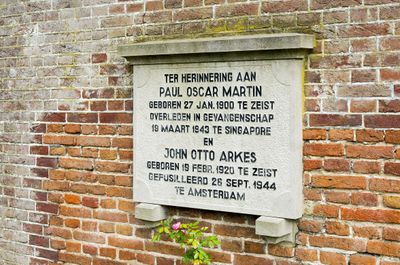 TER HERINNERING AAN
PAUL OSCAR MARTIN
GEBOREN 27 JAN. 1900 TE ZEIST
OVERLEDEN IN GEVANGENSCHAP
19 MAART 1943 TE SINGAPORE
EN
JOHN OTTO ARKES
GEBOREN 19 FEBR. 1920 TE ZEIST
GEFUSILLEERD 26 SEPT. 1944
TE AMSTERDAM